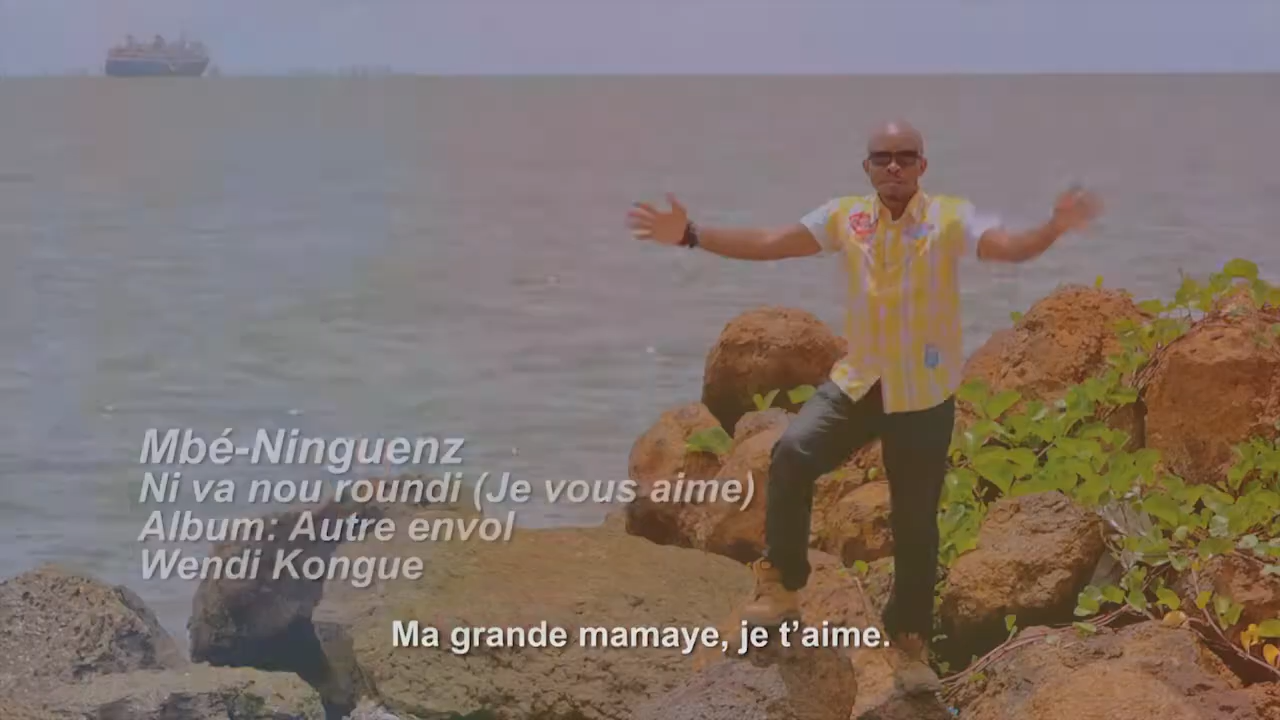 Mbé-Ninguenz
Ni va nou roundi (Je vous aime)
Album: Autre envol
Wendi Kongue
Ma grande mamaye, je t’aime.